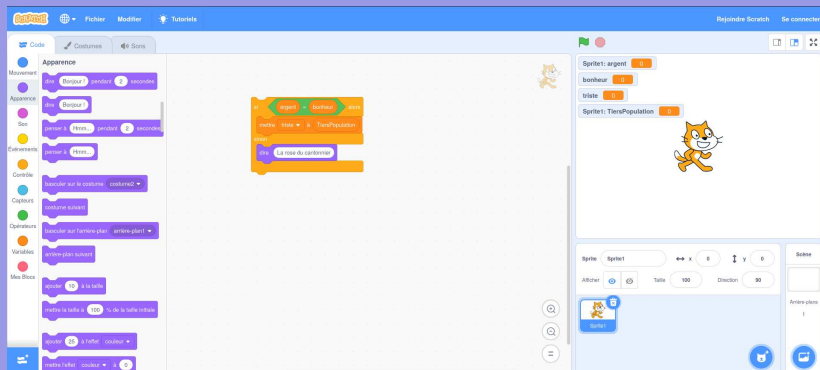 SCRATCH Fichier Modifier Tutoriels Rejoindre Scratch Se connecter
Code Costumes Sons
Mouvement
Apparence
Son
Événements
Contrôle
Capteurs
Opérateurs
Variables
Mes Blocs
Apparence
dire Bonjour ! pendant 2 secondes
dire Bonjour !
penser à Hmm... pendant 2 secondes
penser à Hmm...
basculer sur le costume costume2
costume suivant
basculer sur l'arrière-plan arrière-plan1
arrière-plan suivant
ajouter 10 à la taille
mettre la taille à 100 % de la taille initiale
ajouter 25 à l'effet couleur
mettre l'effet couleur à 0
si argent = bonheur alors
mettre triste à TiersPopulation
sinon
dire La rose du cantonnier
Sprite1: argent 0
bonheur 0
triste 0
Sprite1: TiersPopulation 0
Sprite Sprite1 x 0 y 0
Afficher Taille 100 Direction 90
Sprite1
Scène
Arrière-plans
1